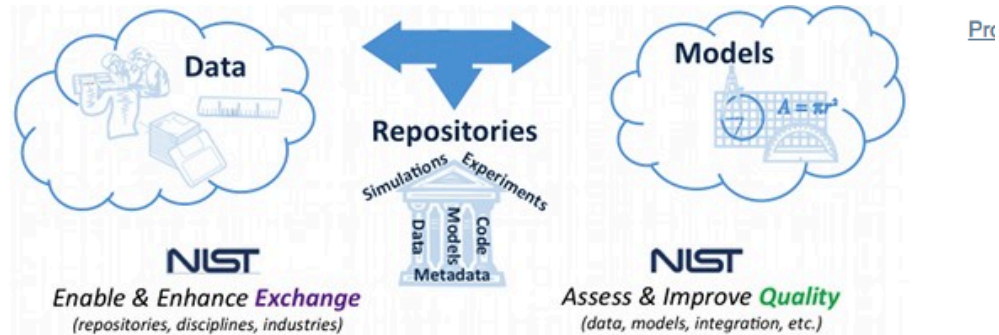 Data
Models
Pro
A = πr²
Repositories
Simulations
Experiments
Data
Models
Code
Metadata
NIST
Enable & Enhance Exchange
(repositories, disciplines, industries)
NIST
Assess & Improve Quality
(data, models, integration, etc.)